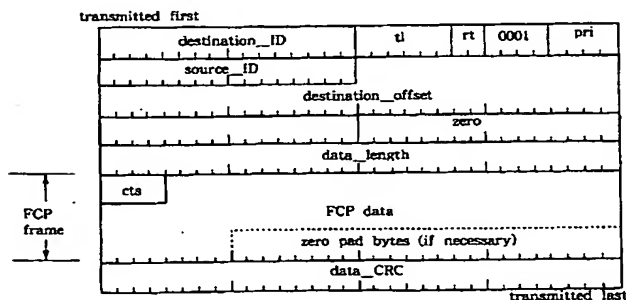 transmitted first
destination_ID tl rt 0001 pri
source_ID
destination_offset
zero
data_length
cts
FCP frame
FCP data
zero pad bytes (if necessary)
data_CRC
transmitted last